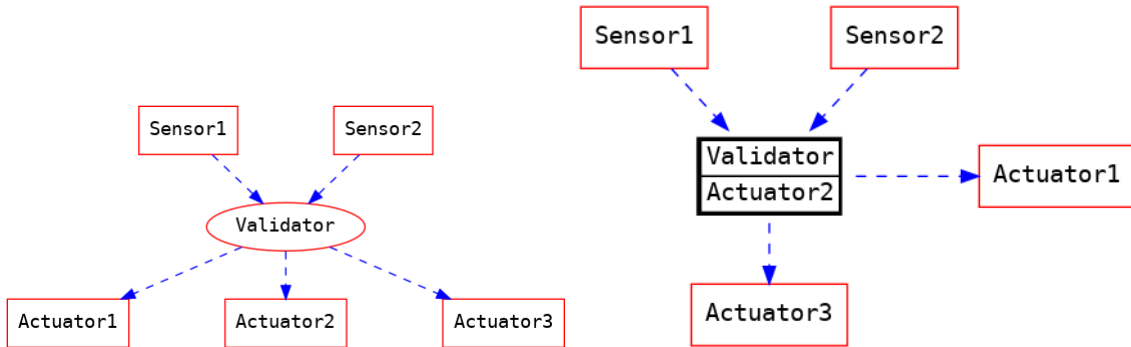 Sensor1
Sensor2
Validator
Actuator1
Actuator2
Actuator3
Sensor1
Sensor2
Validator
Actuator2
Actuator1
Actuator3